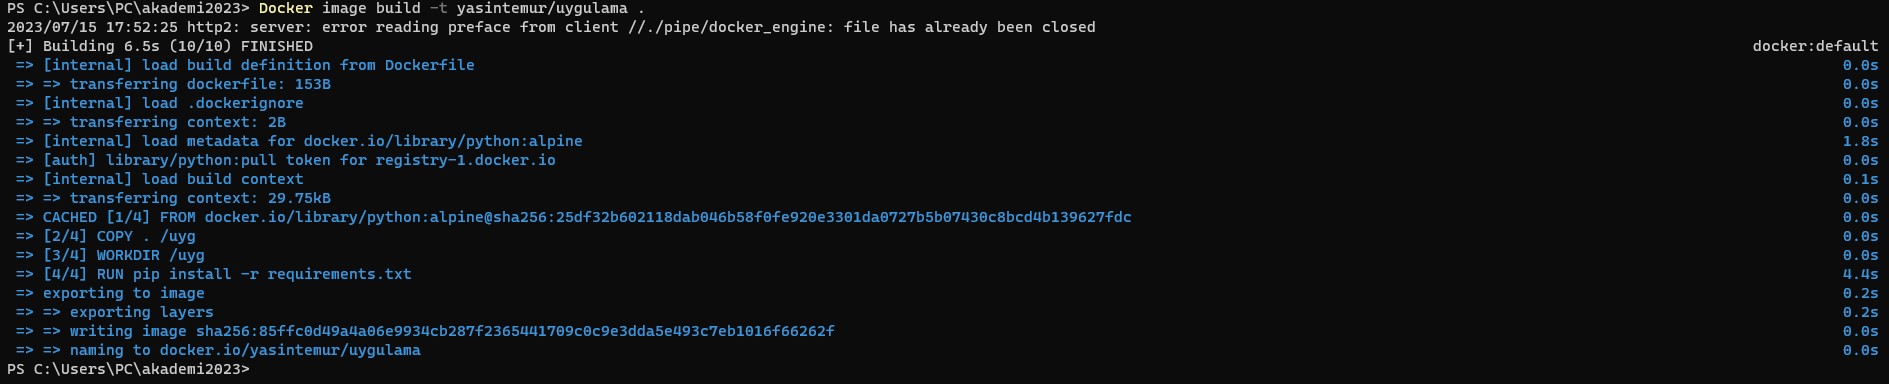 PS C:\Users\PC\akademi2023> Docker image build -t yasintemur/uygulama .
2023/07/15 17:52:25 http2: server: error reading preface from client //./pipe/docker_engine: file has already been closed
[+] Building 6.5s (10/10) FINISHED docker:default
=> [internal] load build definition from Dockerfile 0.0s
=> => transferring dockerfile: 153B 0.0s
=> [internal] load .dockerignore 0.0s
=> => transferring context: 2B 0.0s
=> [internal] load metadata for docker.io/library/python:alpine 1.8s
=> [auth] library/python:pull token for registry-1.docker.io 0.0s
=> [internal] load build context 0.1s
=> => transferring context: 29.75kB 0.0s
=> CACHED [1/4] FROM docker.io/library/python:alpine@sha256:25df32b602118dab046b58f0fe920e3301da0727b5b07430c8bcd4b139627fdc 0.0s
=> [2/4] COPY . /uyg 0.0s
=> [3/4] WORKDIR /uyg 0.0s
=> [4/4] RUN pip install -r requirements.txt 4.4s
=> exporting to image 0.2s
=> => exporting layers 0.2s
=> => writing image sha256:85ffc0d49a4a06e9934cb287f2365441709c0c9e3dda5e493c7eb1016f66262f 0.0s
=> => naming to docker.io/yasintemur/uygulama 0.0s
PS C:\Users\PC\akademi2023>